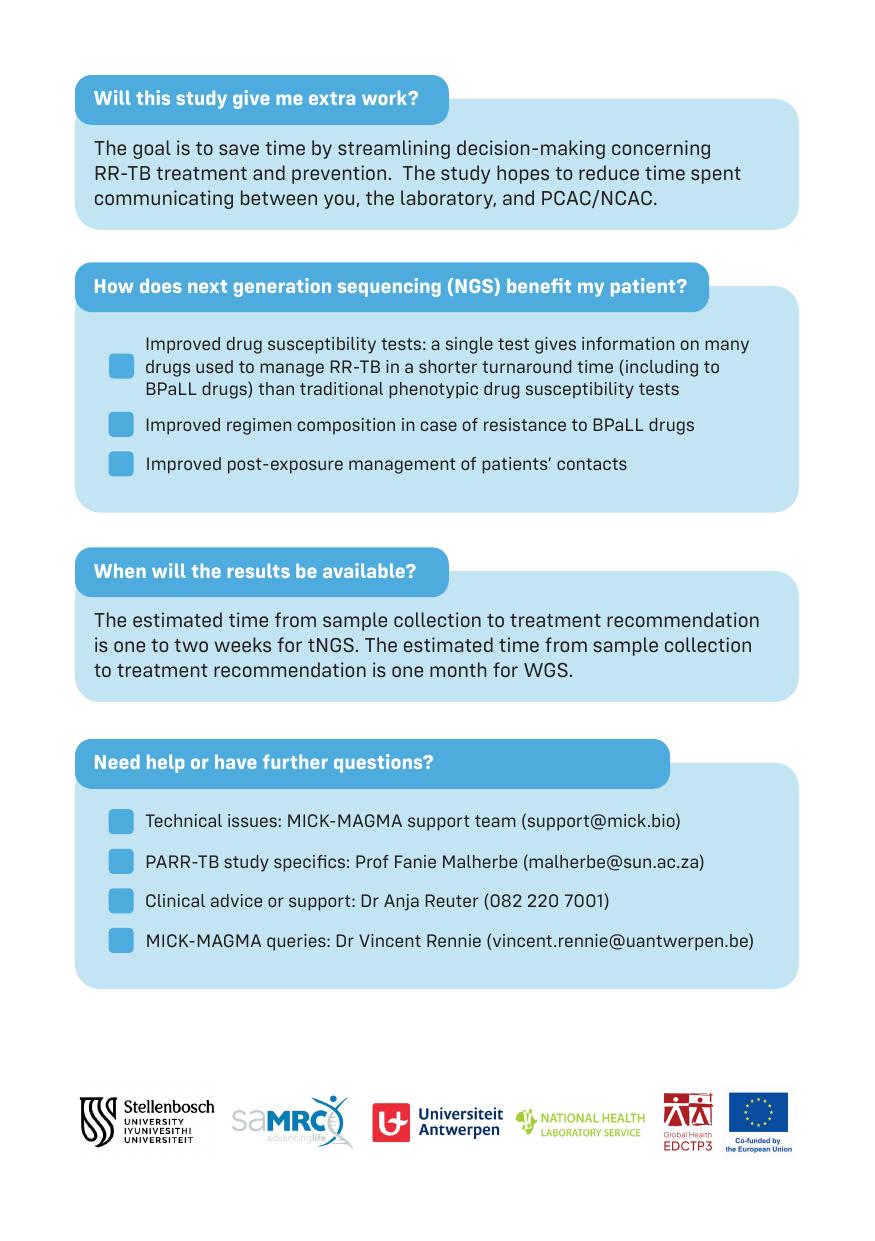 Will this study give me extra work?
The goal is to save time by streamlining decision-making concerning
RR-TB treatment and prevention.  The study hopes to reduce time spent
communicating between you, the laboratory, and PCAC/NCAC.
How does next generation sequencing (NGS) benefit my patient?
Improved drug susceptibility tests: a single test gives information on many
drugs used to manage RR-TB in a shorter turnaround time (including to
BPaLL drugs) than traditional phenotypic drug susceptibility tests
Improved regimen composition in case of resistance to BPaLL drugs
Improved post-exposure management of patients’ contacts
When will the results be available?
The estimated time from sample collection to treatment recommendation
is one to two weeks for tNGS. The estimated time from sample collection
to treatment recommendation is one month for WGS.
Need help or have further questions?
Technical issues: MICK-MAGMA support team (support@mick.bio)
PARR-TB study specifics: Prof Fanie Malherbe (malherbe@sun.ac.za)
Clinical advice or support: Dr Anja Reuter (082 220 7001)
MICK-MAGMA queries: Dr Vincent Rennie (vincent.rennie@uantwerpen.be)
Stellenbosch
UNIVERSITY
IYUNIVESITHI
UNIVERSITEIT
saMRC
advancinglife
Universiteit
Antwerpen
NATIONAL HEALTH
LABORATORY SERVICE
Global Health
EDCTP3
Co-funded by
the European Union